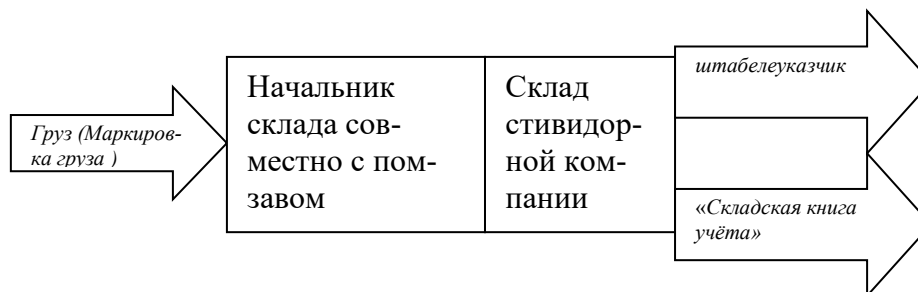 Груз (Маркиров-
ка груза )
Начальник
склада сов-
местно с пом-
завом
Склад
стивидор-
ной ком-
пании
штабелеуказчик
«Складская книга
учёта»